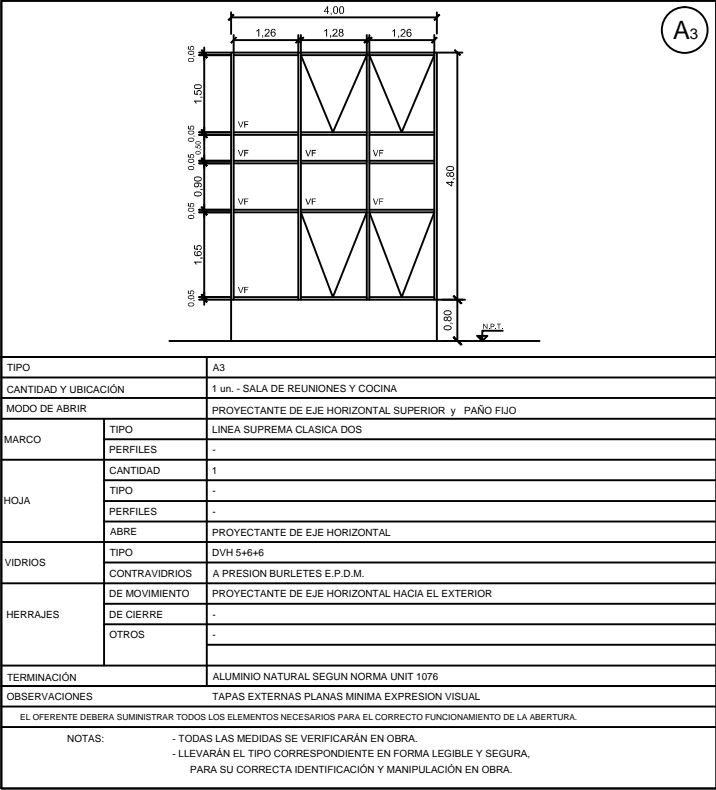 4,00
A3
1,26 1,28 1,26
0,05
1,50
VF
0,05
0,50
VF VF VF
0,05
0,90
4,80
VF VF VF
0,05
1,65
VF
0,05
0,80
N.P.T.
TIPO A3
CANTIDAD Y UBICACIÓN 1 un. - SALA DE REUNIONES Y COCINA
MODO DE ABRIR PROYECTANTE DE EJE HORIZONTAL SUPERIOR y PAÑO FIJO
MARCO TIPO LINEA SUPREMA CLASICA DOS
PERFILES -
HOJA CANTIDAD 1
TIPO -
PERFILES -
ABRE PROYECTANTE DE EJE HORIZONTAL
VIDRIOS TIPO DVH 5+6+6
CONTRAVIDRIOS A PRESION BURLETES E.P.D.M.
HERRAJES DE MOVIMIENTO PROYECTANTE DE EJE HORIZONTAL HACIA EL EXTERIOR
DE CIERRE -
OTROS -
TERMINACIÓN ALUMINIO NATURAL SEGUN NORMA UNIT 1076
OBSERVACIONES TAPAS EXTERNAS PLANAS MINIMA EXPRESION VISUAL
EL OFERENTE DEBERA SUMINISTRAR TODOS LOS ELEMENTOS NECESARIOS PARA EL CORRECTO FUNCIONAMIENTO DE LA ABERTURA.
NOTAS: - TODAS LAS MEDIDAS SE VERIFICARÁN EN OBRA.
- LLEVARÁN EL TIPO CORRESPONDIENTE EN FORMA LEGIBLE Y SEGURA,
PARA SU CORRECTA IDENTIFICACIÓN Y MANIPULACIÓN EN OBRA.